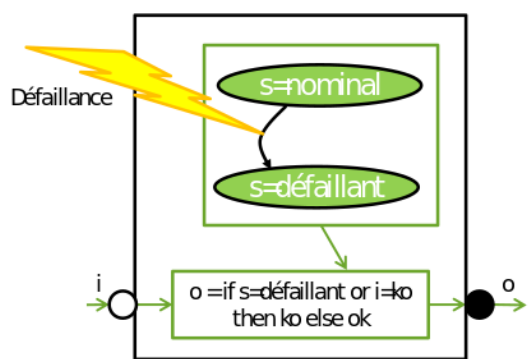 s=nominal
Défaillance
s=défaillant
i
o
o = if s=défaillant or i=ko
then ko else ok